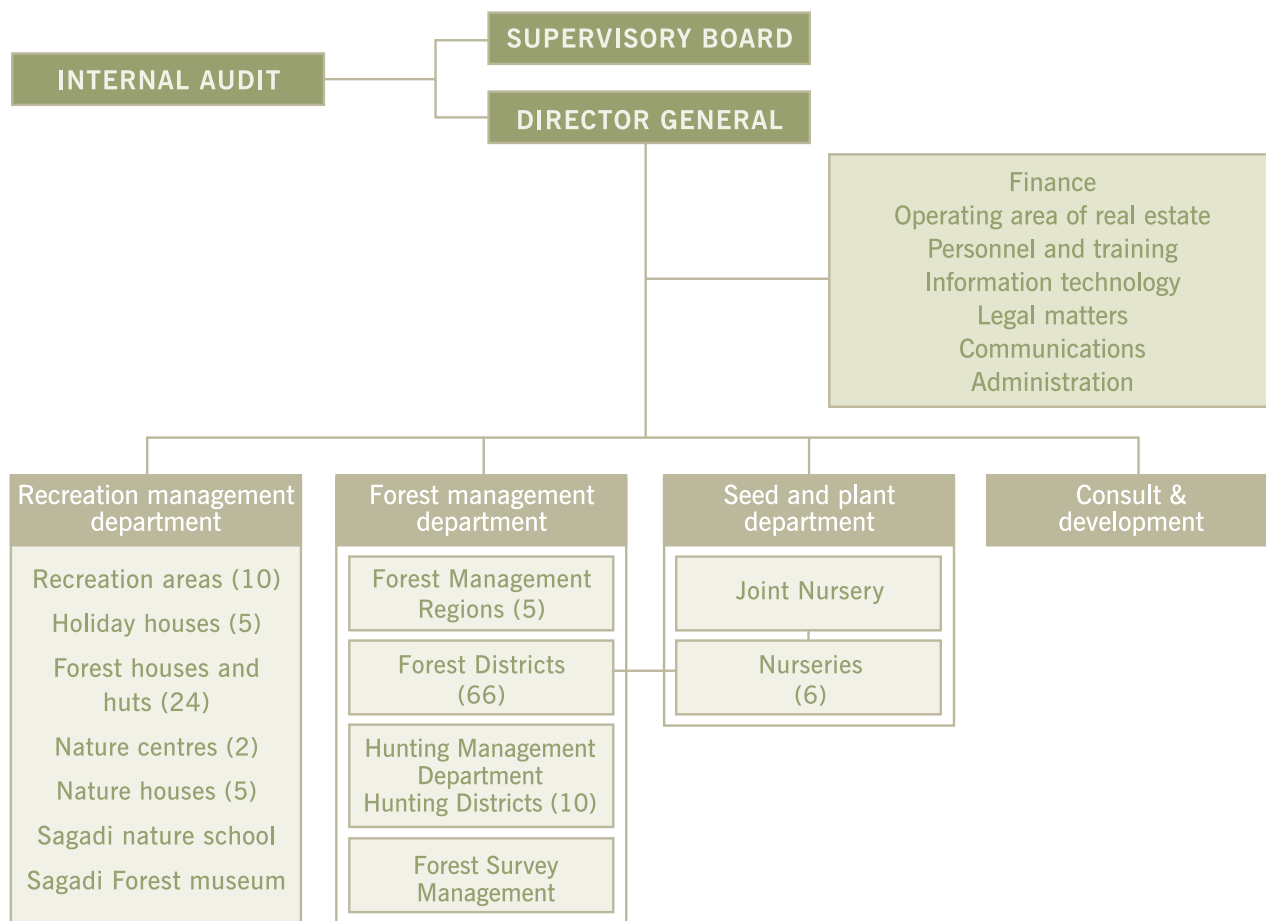 SUPERVISORY BOARD
INTERNAL AUDIT
DIRECTOR GENERAL
Finance
Operating area of real estate
Personnel and training
Information technology
Legal matters
Communications
Administration
Recreation management
department
Recreation areas (10)
Holiday houses (5)
Forest houses and
huts (24)
Nature centres (2)
Nature houses (5)
Sagadi nature school
Sagadi Forest museum
Forest management
department
Forest Management
Regions (5)
Forest Districts
(66)
Hunting Management
Department
Hunting Districts (10)
Forest Survey
Management
Seed and plant
department
Joint Nursery
Nurseries
(6)
Consult &
development